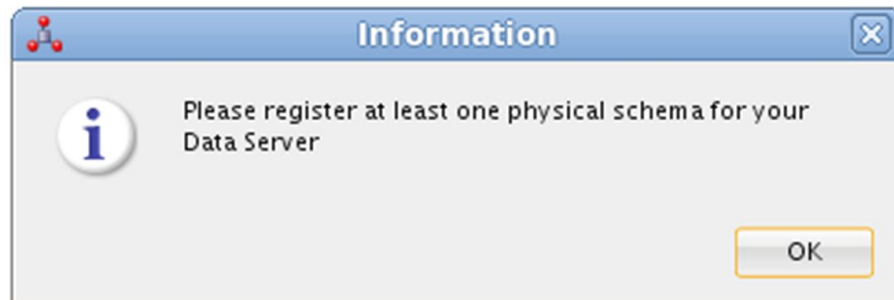 Information
Please register at least one physical schema for your
Data Server
OK